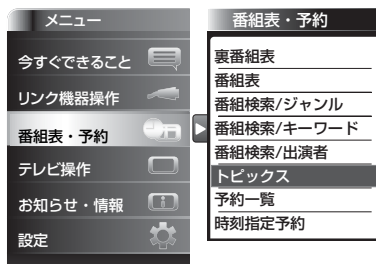 メニュー
今すぐできること
リンク機器操作
番組表・予約
テレビ操作
お知らせ・情報
設定
番組表・予約
裏番組表
番組表
番組検索/ジャンル
番組検索/キーワード
番組検索/出演者
トピックス
予約一覧
時刻指定予約